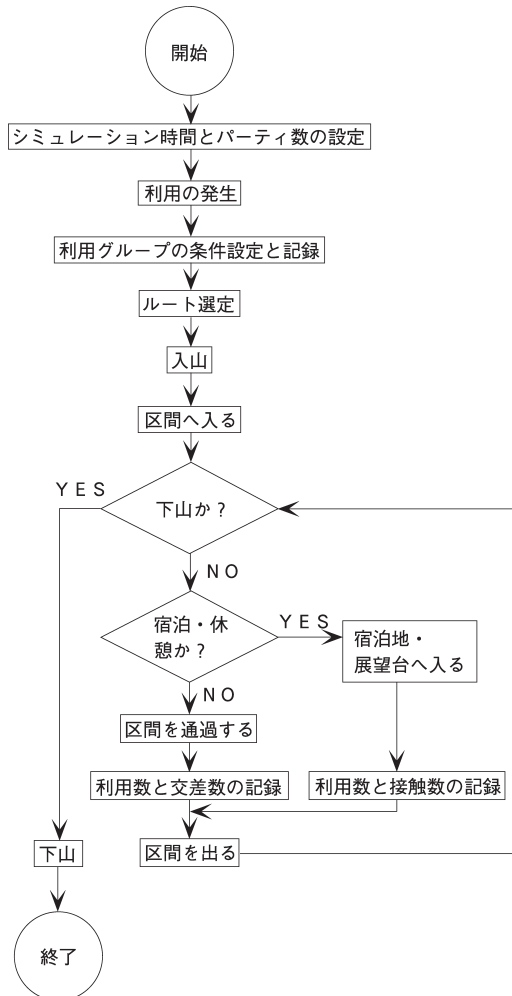 開始
シミュレーション時間とパーティ数の設定
利用の発生
利用グループの条件設定と記録
ルート選定
入山
区間へ入る
YES
下山か？
NO
宿泊・休
憩か？
YES
宿泊地・
展望台へ入る
NO
区間を通過する
利用数と交差数の記録
利用数と接触数の記録
下山
区間を出る
終了